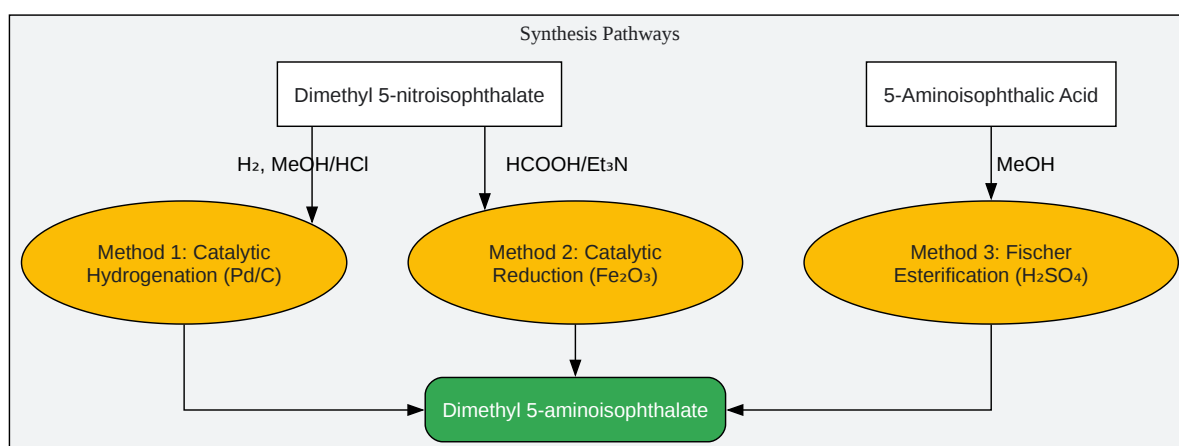 Synthesis Pathways
Dimethyl 5-nitroisophthalate
5-Aminoisophthalic Acid
H₂, MeOH/HCl
HCOOH/Et₃N
MeOH
Method 1: Catalytic
Hydrogenation (Pd/C)
Method 2: Catalytic
Reduction (Fe₂O₃)
Method 3: Fischer
Esterification (H₂SO₄)
Dimethyl 5-aminoisophthalate